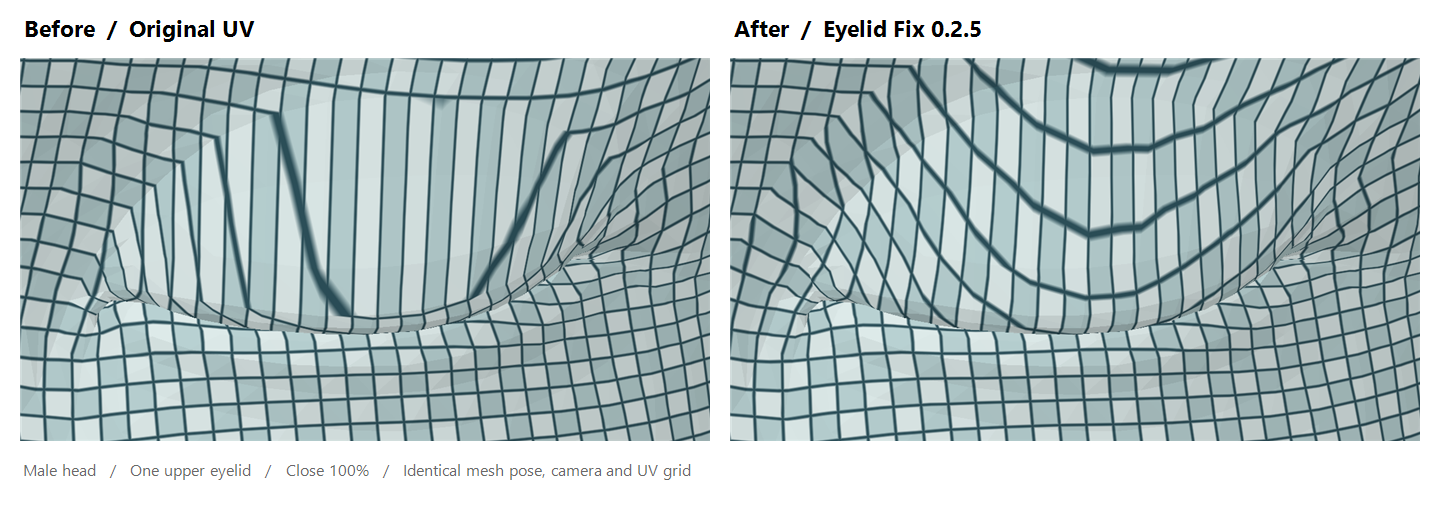 Before / Original UV
After / Eyelid Fix 0.2.5
Male head / One upper eyelid / Close 100% / Identical mesh pose, camera and UV grid